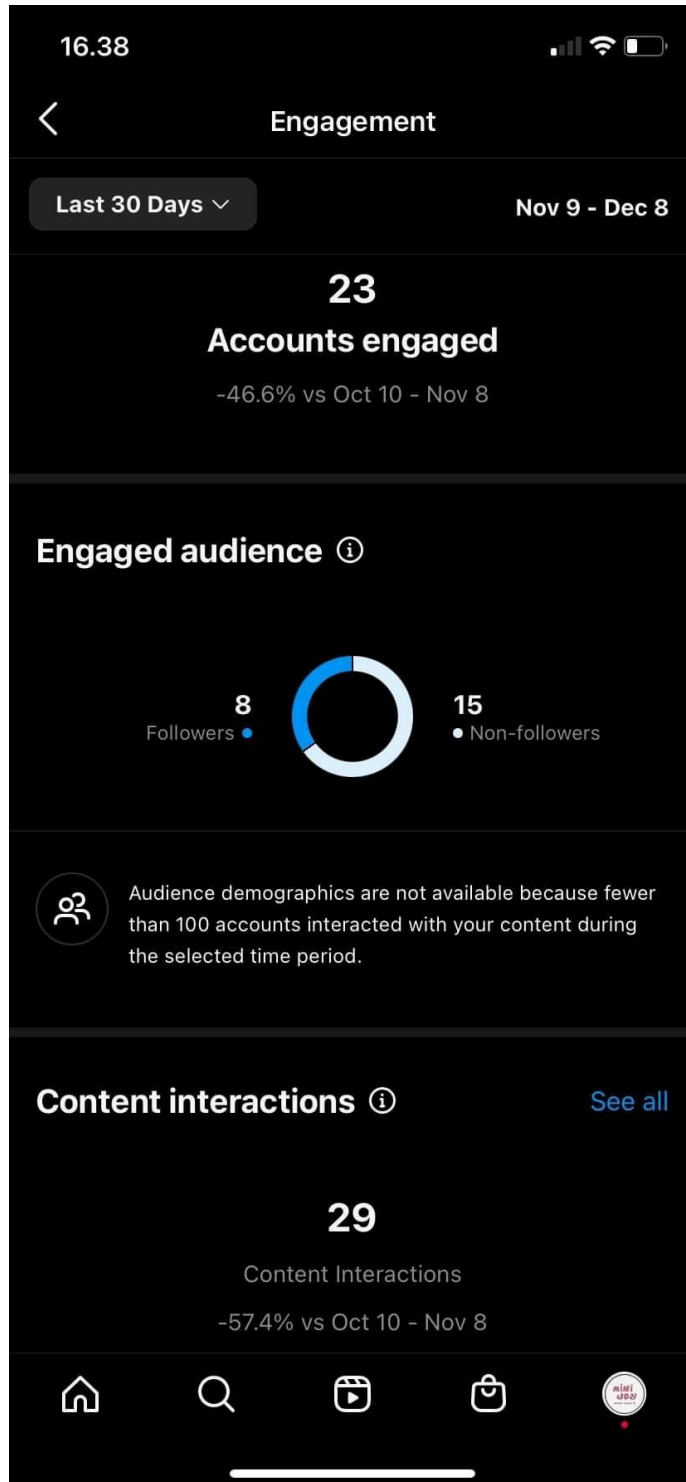 16.38
Engagement
Last 30 Days
Nov 9 - Dec 8
23
Accounts engaged
-46.6% vs Oct 10 - Nov 8
Engaged audience
8
Followers
15
Non-followers
Audience demographics are not available because fewer
than 100 accounts interacted with your content during
the selected time period.
Content interactions
See all
29
Content Interactions
-57.4% vs Oct 10 - Nov 8
MINI
JOY